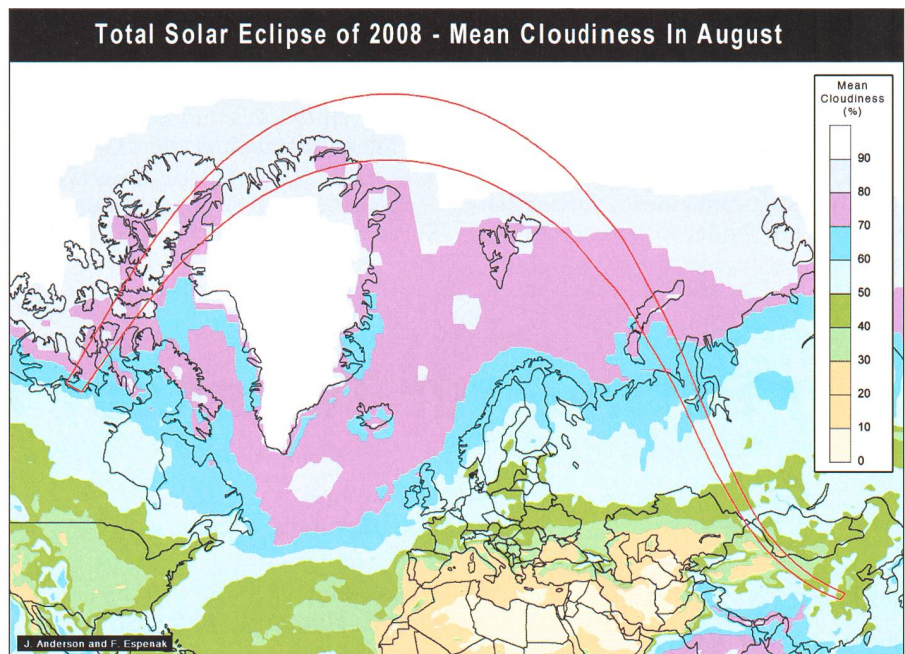 Total Solar Eclipse of 2008 - Mean Cloudiness In August
Mean
Cloudiness
(%)
90
80
70
60
50
40
30
20
10
0
J. Anderson and F. Espenak